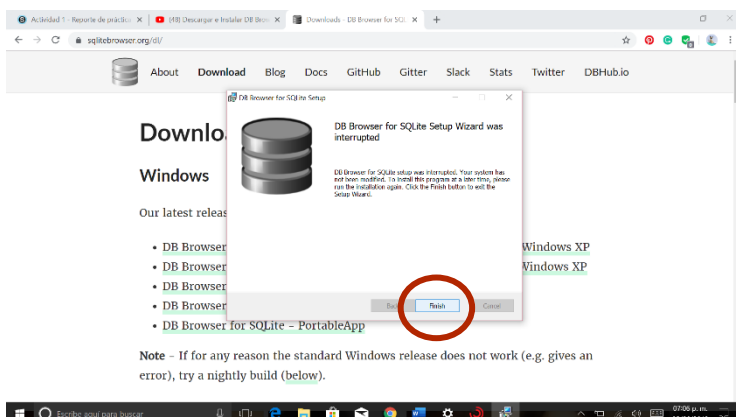 Actividad 1 - Reporte de práctica
(48) Descargar e Instalar DB Brow
Downloads - DB Browser for SQL
sqlitebrowser.org/dl/
About Download Blog Docs GitHub Gitter Slack Stats Twitter DBHub.io
DB Browser for SQLite Setup
DB Browser for SQLite Setup Wizard was
interrupted
DB Browser for SQLite setup was interrupted. Your system has
not been modified. To install this program at a later time, please
run the installation again. Click the Finish button to exit the
Setup Wizard.
Finish Cancel
Downlo
Windows
Our latest releas
• DB Browser Windows XP
• DB Browser Windows XP
• DB Browser
• DB Browser
• DB Browser for SQLite – PortableApp
Note - If for any reason the standard Windows release does not work (e.g. gives an
error), try a nightly build (below).
Escribe aquí para buscar
07:06 p. m.